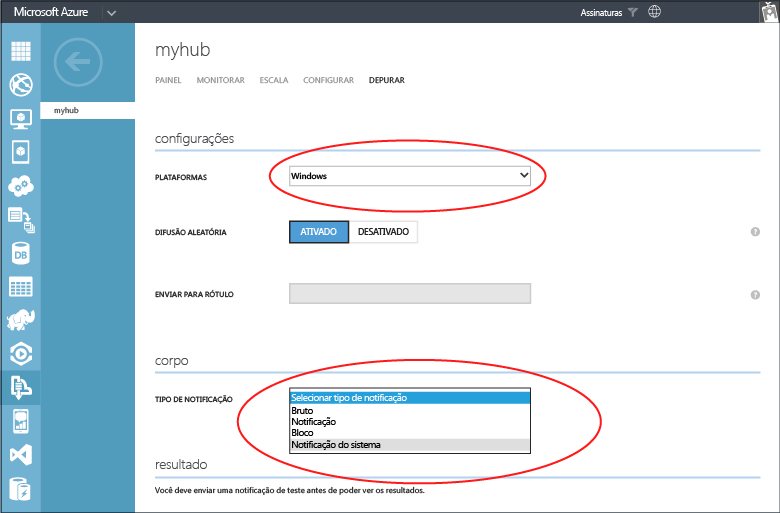 Microsoft Azure
Assinaturas
myhub
myhub
PAINEL MONITORAR ESCALA CONFIGURAR DEPURAR
configurações
PLATAFORMAS Windows
DIFUSÃO ALEATÓRIA ATIVADO DESATIVADO ?
ENVIAR PARA RÓTULO ?
DB
corpo
TIPO DE NOTIFICAÇÃO Selecionar tipo de notificação
Bruto
Notificação
Bloco
Notificação do sistema
resultado
Você deve enviar uma notificação de teste antes de poder ver os resultados.